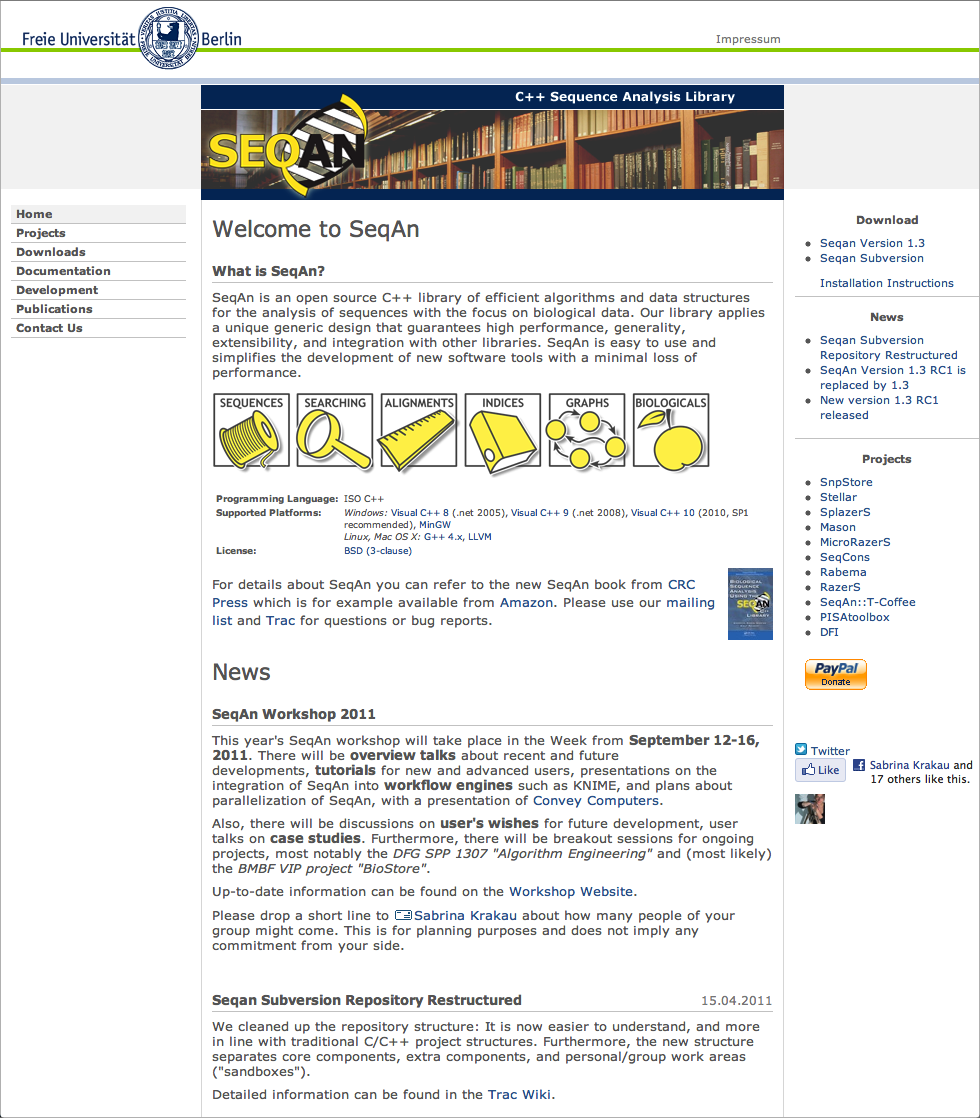 Freie Universität Berlin
Impressum
C++ Sequence Analysis Library
SEQAN
Home
Projects
Downloads
Documentation
Development
Publications
Contact Us
Welcome to SeqAn
What is SeqAn?
SeqAn is an open source C++ library of efficient algorithms and data structures
for the analysis of sequences with the focus on biological data. Our library applies
a unique generic design that guarantees high performance, generality,
extensibility, and integration with other libraries. SeqAn is easy to use and
simplifies the development of new software tools with a minimal loss of
performance.
SEQUENCES SEARCHING ALIGNMENTS INDICES GRAPHS BIOLOGICALS
Programming Language: ISO C++
Supported Platforms: Windows: Visual C++ 8 (.net 2005), Visual C++ 9 (.net 2008), Visual C++ 10 (2010, SP1
recommended), MinGW
Linux, Mac OS X: G++ 4.x, LLVM
License: BSD (3-clause)
For details about SeqAn you can refer to the new SeqAn book from CRC
Press which is for example available from Amazon. Please use our mailing
list and Trac for questions or bug reports.
BIOLOGICAL
SEQUENCE
ANALYSIS
USING THE
SEQAN
C++
LIBRARY
News
SeqAn Workshop 2011
This year's SeqAn workshop will take place in the Week from September 12-16,
2011. There will be overview talks about recent and future
developments, tutorials for new and advanced users, presentations on the
integration of SeqAn into workflow engines such as KNIME, and plans about
parallelization of SeqAn, with a presentation of Convey Computers.
Also, there will be discussions on user's wishes for future development, user
talks on case studies. Furthermore, there will be breakout sessions for ongoing
projects, most notably the DFG SPP 1307 "Algorithm Engineering" and (most likely)
the BMBF VIP project "BioStore".
Up-to-date information can be found on the Workshop Website.
Please drop a short line to Sabrina Krakau about how many people of your
group might come. This is for planning purposes and does not imply any
commitment from your side.
Seqan Subversion Repository Restructured 15.04.2011
We cleaned up the repository structure: It is now easier to understand, and more
in line with traditional C/C++ project structures. Furthermore, the new structure
separates core components, extra components, and personal/group work areas
("sandboxes").
Detailed information can be found in the Trac Wiki.
Download
Seqan Version 1.3
Seqan Subversion
Installation Instructions
News
Seqan Subversion
Repository Restructured
SeqAn Version 1.3 RC1 is
replaced by 1.3
New version 1.3 RC1
released
Projects
SnpStore
Stellar
SplazerS
Mason
MicroRazerS
SeqCons
Rabema
RazerS
SeqAn::T-Coffee
PISAtoolbox
DFI
PayPal
Donate
Twitter
Like
Sabrina Krakau and
17 others like this.